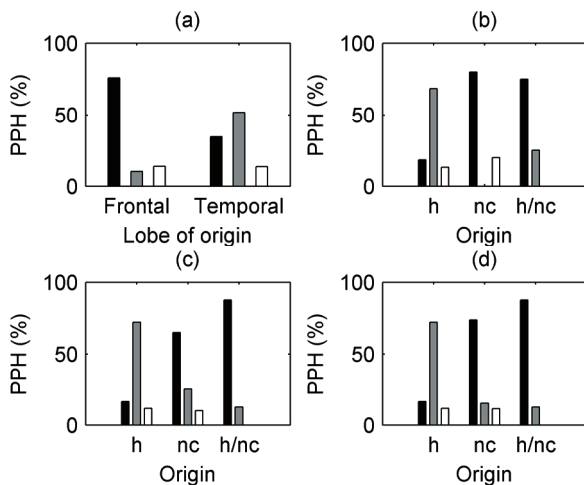 (a)
PPH (%)
100
50
0
Frontal Temporal
Lobe of origin
(b)
PPH (%)
100
50
0
h nc h/nc
Origin
(c)
PPH (%)
100
50
0
h nc h/nc
Origin
(d)
PPH (%)
100
50
0
h nc h/nc
Origin